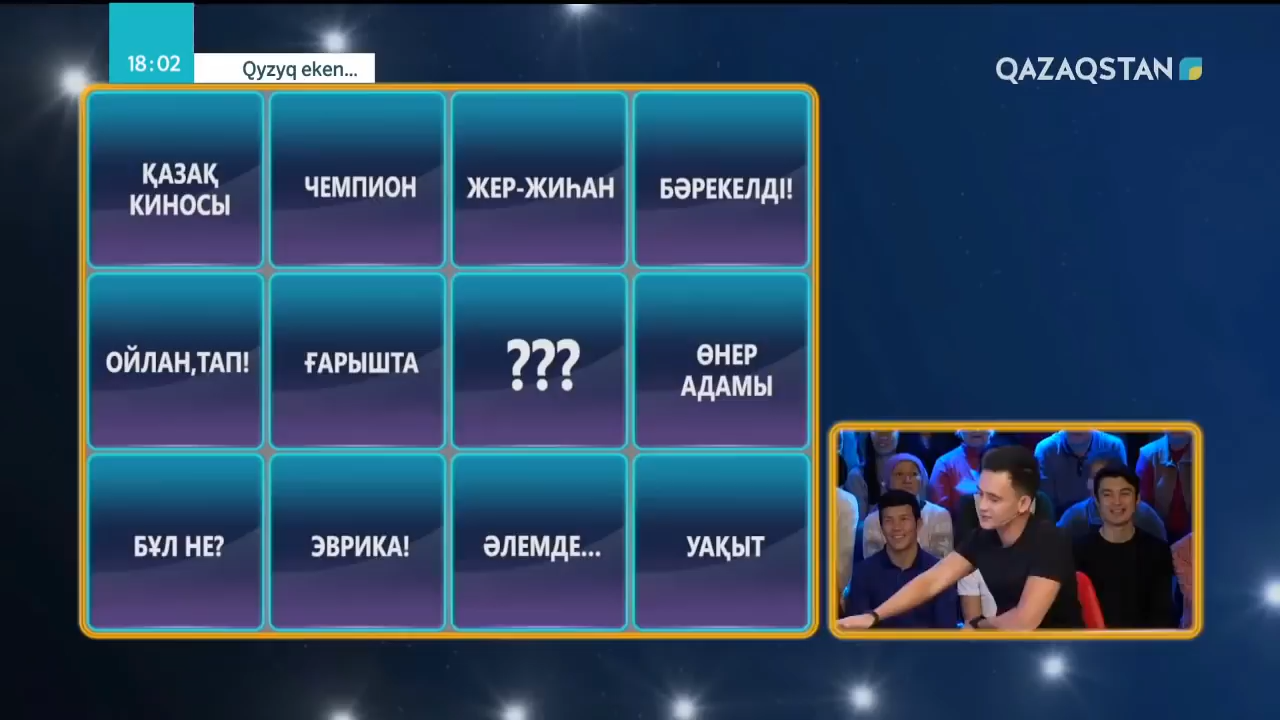 18:02
Qyzyq eken...
QAZAQSTAN
ҚАЗАҚ
КИНОСЫ
ЧЕМПИОН
ЖЕР-ЖИҺАН
БӘРЕКЕЛДІ!
ОЙЛАН,ТАП!
ҒАРЫШТА
???
ӨНЕР
АДАМЫ
БҰЛ НЕ?
ЭВРИКА!
ӘЛЕМДЕ...
УАҚЫТ